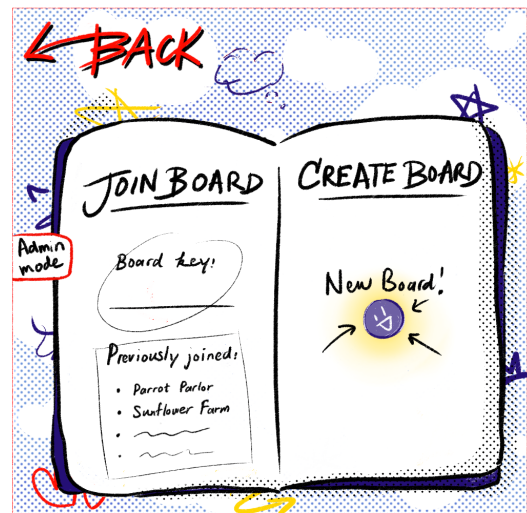 BACK
JOIN BOARD
Board key:
Previously joined:
• Parrot Parlor
• Sunflower Farm
Admin
mode
CREATE BOARD
New Board!